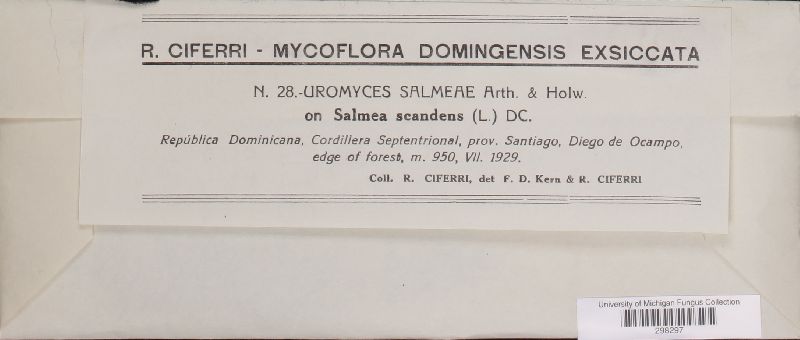 R. CIFERRI - MYCOFLORA DOMINGENSIS EXSICCATA
N. 28.-UROMYCES SALMEAE Arth. & Holw.
on Salmea scandens (L.) DC.
República Dominicana, Cordillera Septentrional, prov. Santiago, Diego de Ocampo,
edge of forest, m. 950, VII. 1929.
Coll. R. CIFERRI, det F. D. Kern & R. CIFERRI
University of Michigan Fungus Collection
298297